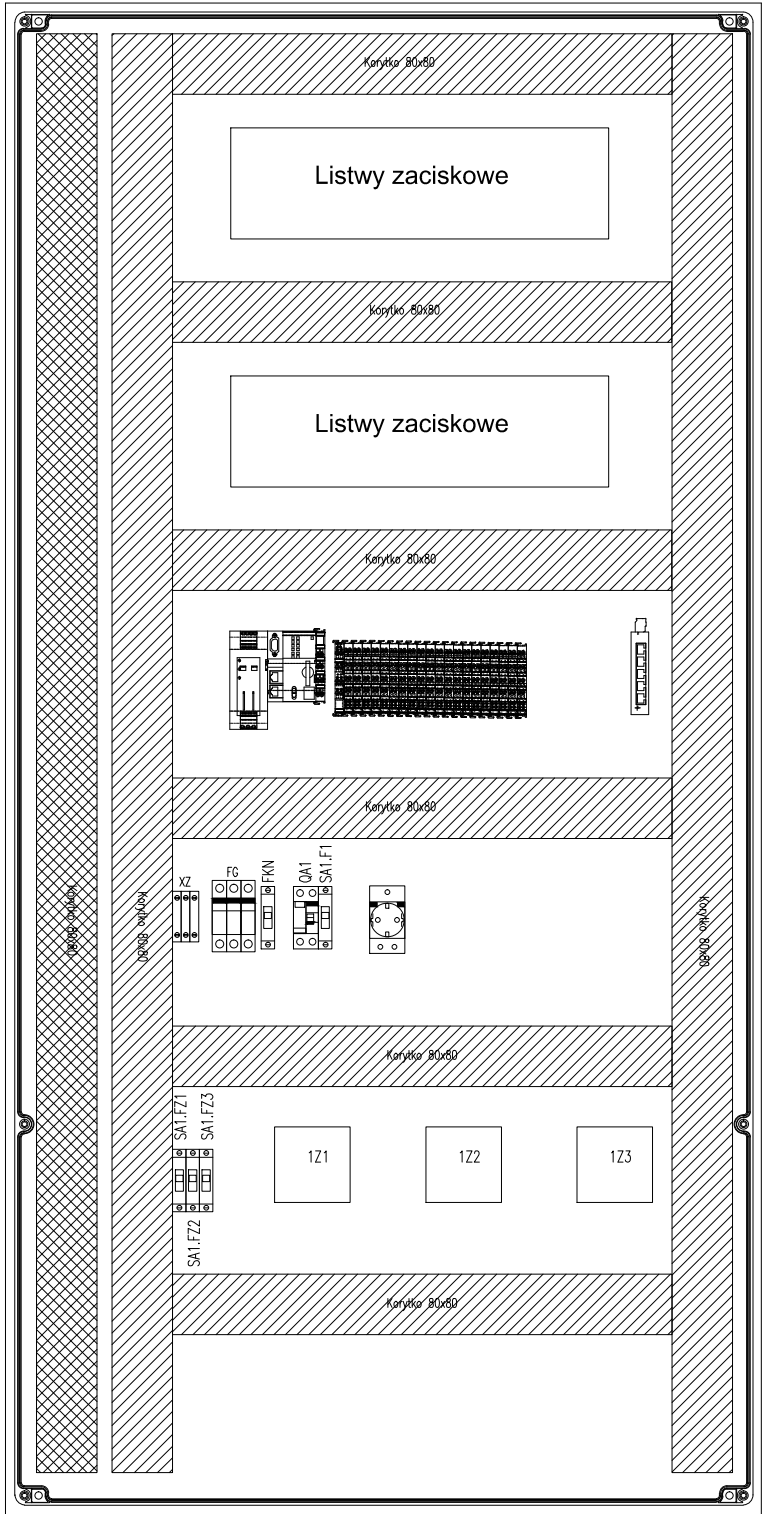 Korytko 80x80
Listwy zaciskowe
Korytko 80x80
Listwy zaciskowe
Korytko 80x80
Korytko 80x80
XZ
FG
FKN
QA1
SA1.F1
Korytko 80x80
Korytko 80x80
Korytko 80x80
Korytko 80x80
SA1.FZ1
SA1.FZ3
1Z1
1Z2
1Z3
SA1.FZ2
Korytko 80x80